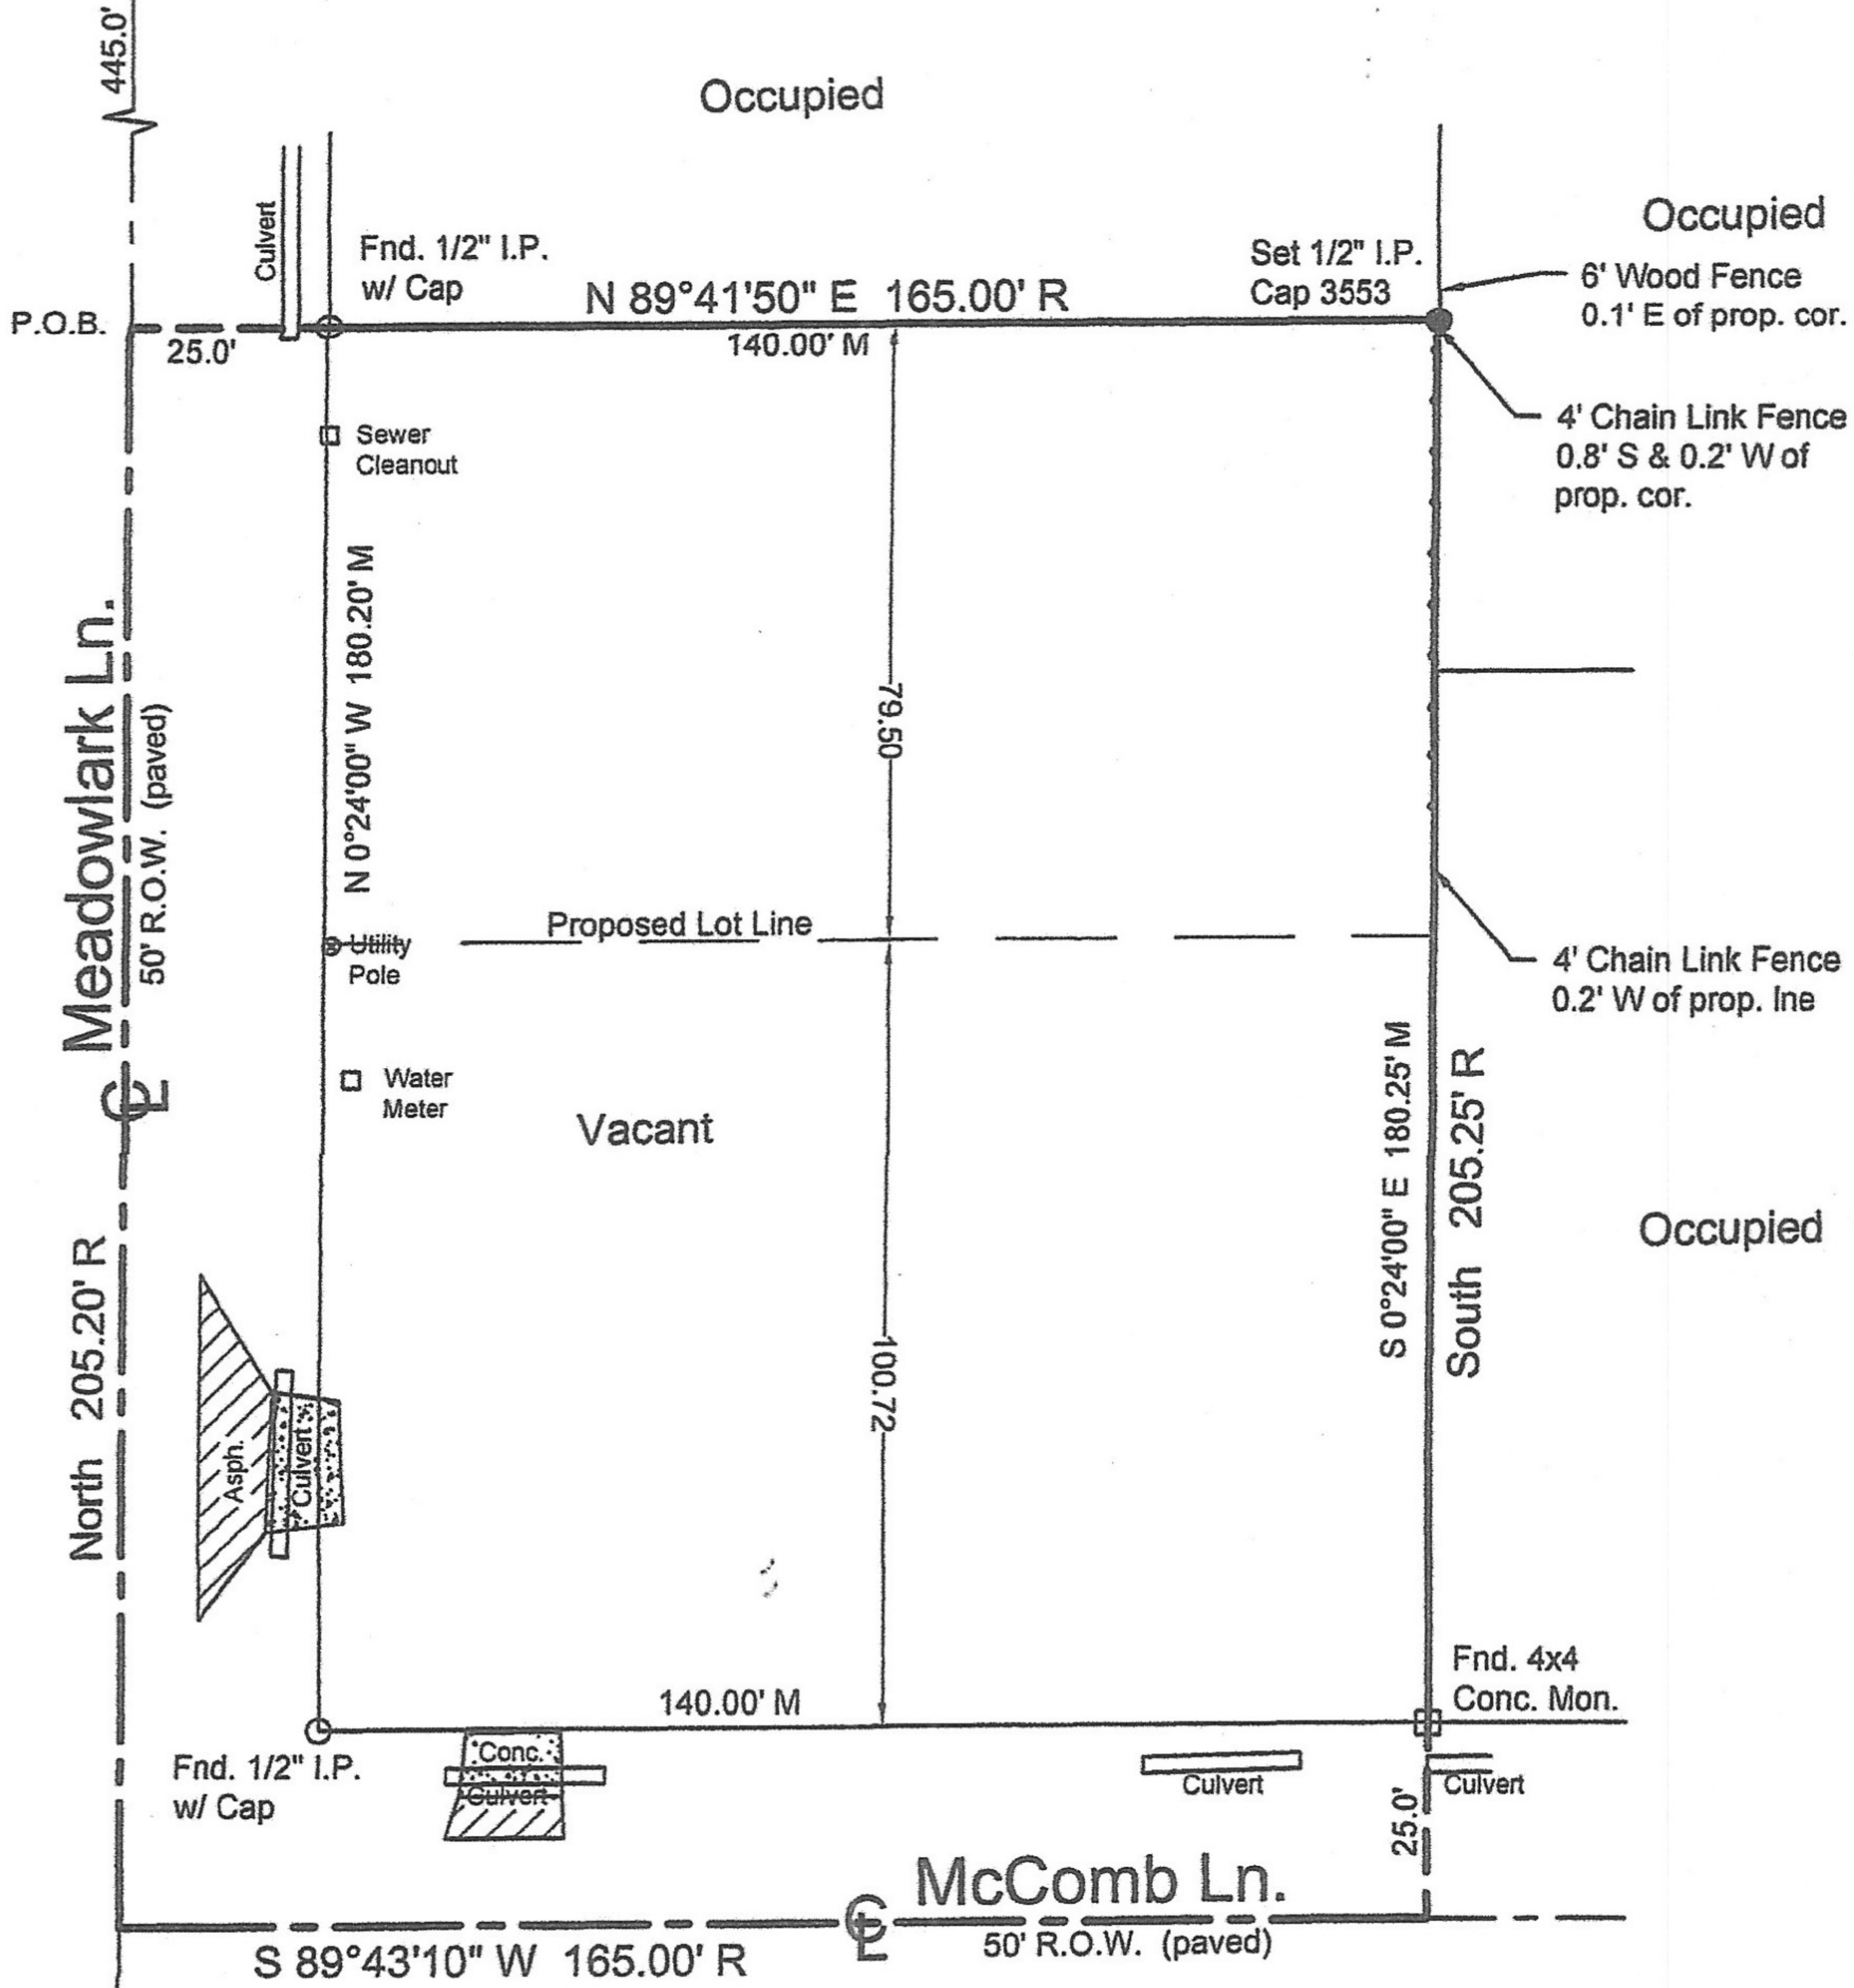 445.0'
Occupied
Occupied
Culvert
Fnd. 1/2" I.P.
w/ Cap
Set 1/2" I.P.
Cap 3553
6' Wood Fence
0.1' E of prop. cor.
N 89°41'50" E 165.00' R
P.O.B.
25.0'
140.00' M
4' Chain Link Fence
0.8' S & 0.2' W of
prop. cor.
Sewer
Cleanout
N 0°24'00" W 180.20' M
79.50
Meadowlark Ln.
50' R.O.W. (paved)
Proposed Lot Line
Utility
Pole
4' Chain Link Fence
0.2' W of prop. lne
Water
Meter
Vacant
S 0°24'00" E 180.25' M
South 205.25' R
Occupied
CL
North 205.20' R
100.72
Asph.
Culvert
Fnd. 4x4
Conc. Mon.
140.00' M
Fnd. 1/2" I.P.
w/ Cap
Conc.
Culvert
Culvert
Culvert
25.0'
McComb Ln.
CL
50' R.O.W. (paved)
S 89°43'10" W 165.00' R